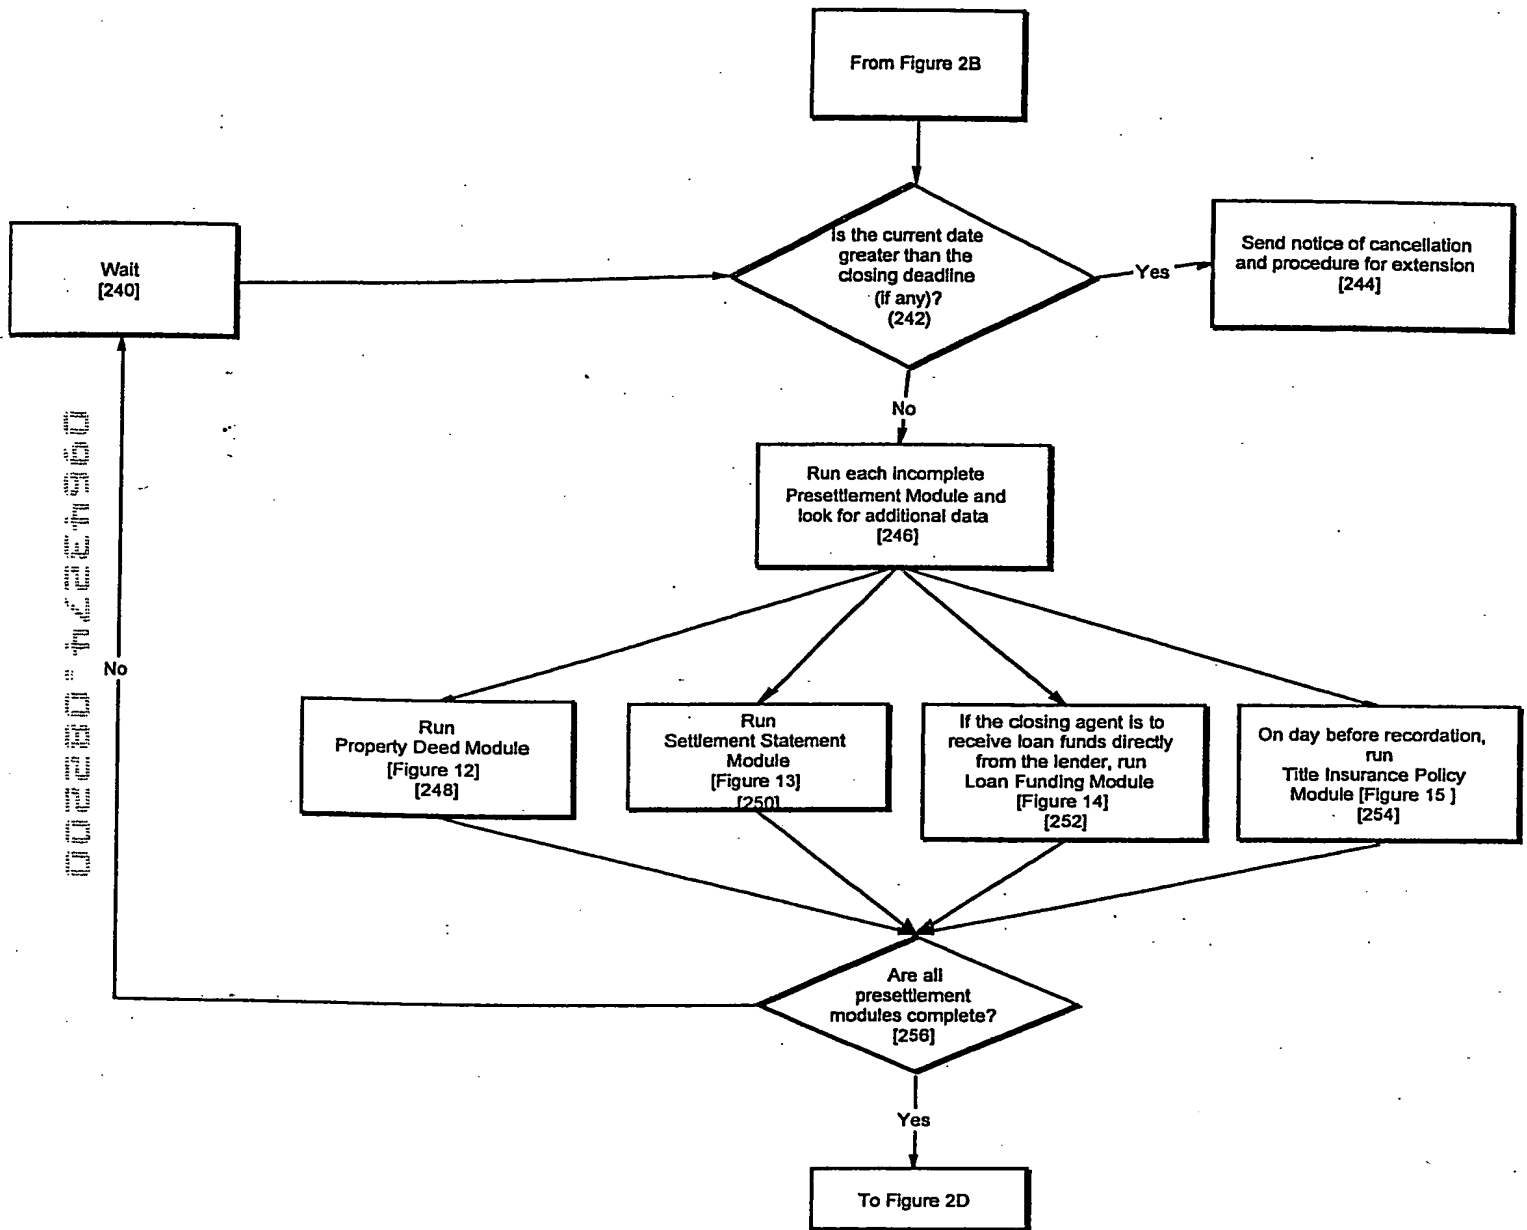 From Figure 2B
Is the current date
greater than the
closing deadline
(if any)?
(242)
Yes
Send notice of cancellation
and procedure for extension
[244]
Wait
[240]
No
Run each incomplete
Presettlement Module and
look for additional data
[246]
No
Run
Property Deed Module
[Figure 12]
[248]
Run
Settlement Statement
Module
[Figure 13]
[250]
If the closing agent is to
receive loan funds directly
from the lender, run
Loan Funding Module
[Figure 14]
[252]
On day before recordation,
run
Title Insurance Policy
Module [Figure 15 ]
[254]
Are all
presettlement
modules complete?
[256]
Yes
To Figure 2D
09643274.082800